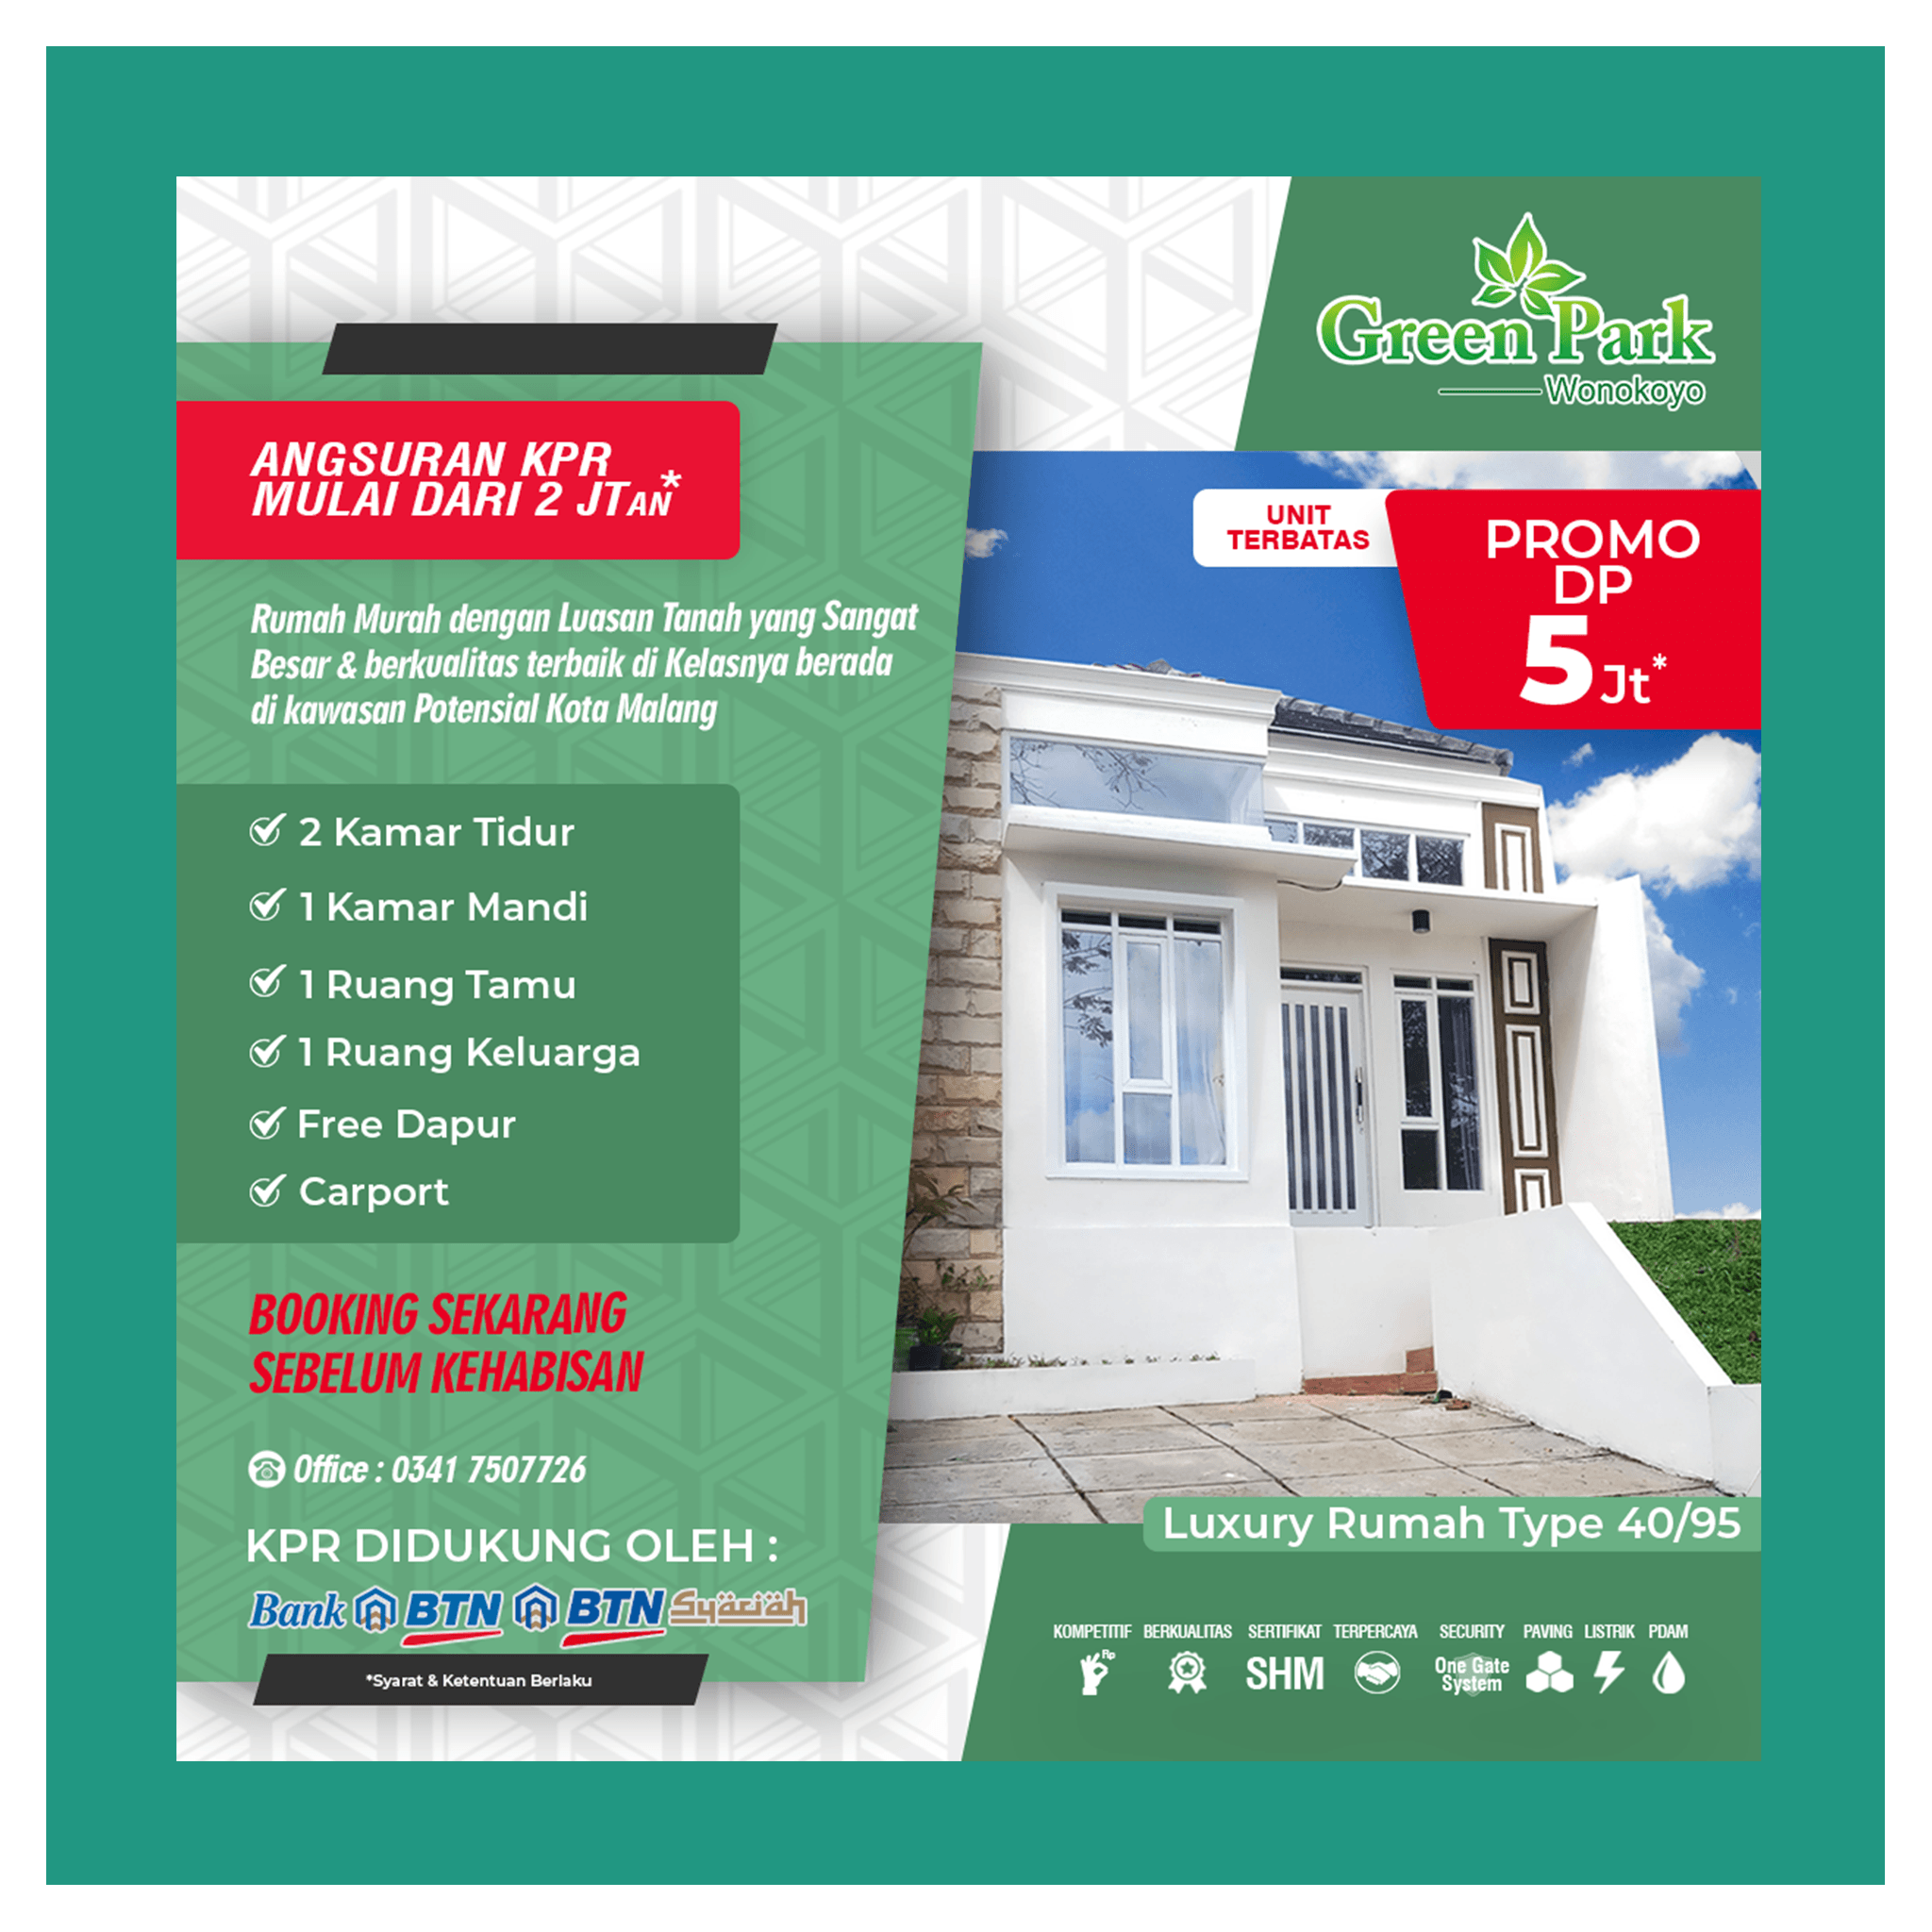 Green Park
Wonokoyo
ANGSURAN KPR
MULAI DARI 2 JTAN*
UNIT
TERBATAS
PROMO
DP
5 Jt*
Rumah Murah dengan Luasan Tanah yang Sangat
Besar & berkualitas terbaik di Kelasnya berada
di kawasan Potensial Kota Malang
2 Kamar Tidur
1 Kamar Mandi
1 Ruang Tamu
1 Ruang Keluarga
Free Dapur
Carport
BOOKING SEKARANG
SEBELUM KEHABISAN
Office : 0341 7507726
KPR DIDUKUNG OLEH :
Bank BTN BTN Syariah
*Syarat & Ketentuan Berlaku
Luxury Rumah Type 40/95
KOMPETITIF BERKUALITAS SERTIFIKAT TERPERCAYA SECURITY PAVING LISTRIK PDAM
Rp
SHM
One Gate
System